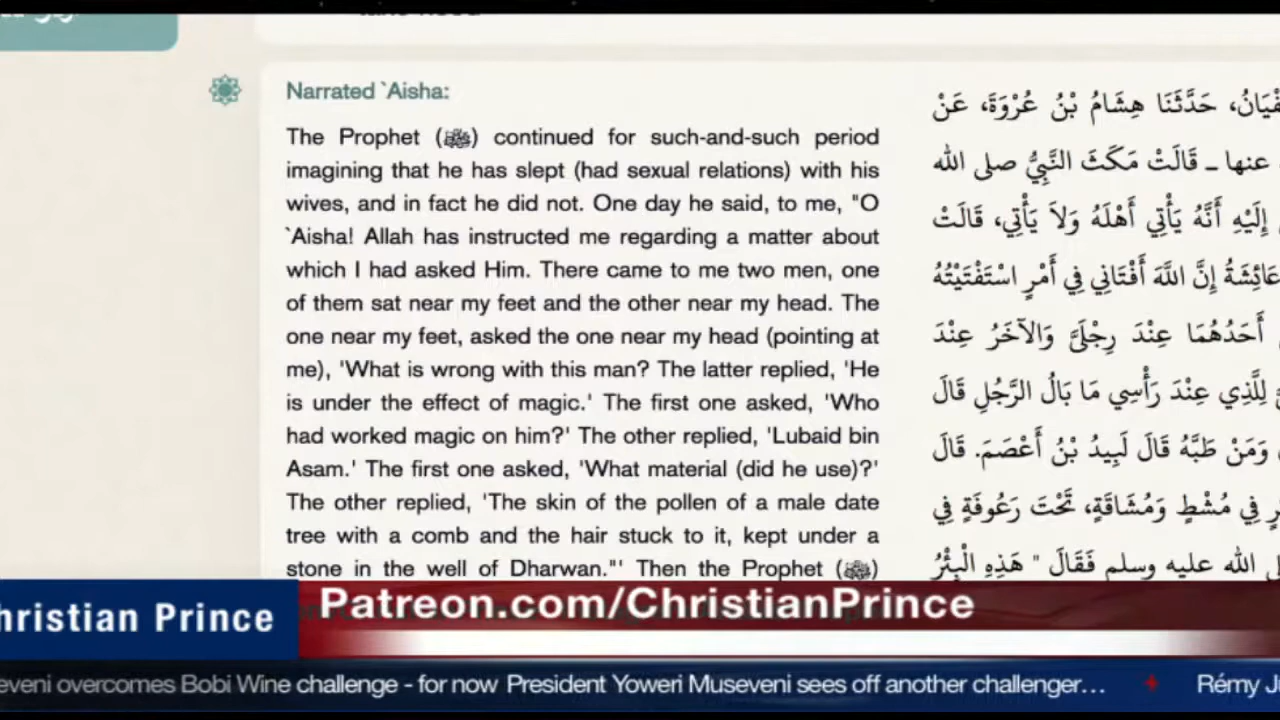 Narrated `Aisha:
The Prophet (ﷺ) continued for such-and-such period
imagining that he has slept (had sexual relations) with his
wives, and in fact he did not. One day he said, to me, "O
`Aisha! Allah has instructed me regarding a matter about
which I had asked Him. There came to me two men, one
of them sat near my feet and the other near my head. The
one near my feet, asked the one near my head (pointing at
me), 'What is wrong with this man? The latter replied, 'He
is under the effect of magic.' The first one asked, 'Who
had worked magic on him?' The other replied, 'Lubaid bin
Asam.' The first one asked, 'What material (did he use)?'
The other replied, 'The skin of the pollen of a male date
tree with a comb and the hair stuck to it, kept under a
stone in the well of Dharwan."' Then the Prophet (ﷺ)
حَدَّثَنَا هِشَامُ بْنُ عُرْوَةَ، عَنْ
عنها ـ قَالَتْ مَكَثَ النَّبِيُّ صلى الله
إِلَيْهِ أَنَّهُ يَأْتِي أَهْلَهُ وَلاَ يَأْتِي، قَالَتْ
إِنَّ اللَّهَ أَفْتَانِي فِي أَمْرٍ اسْتَفْتَيْتُهُ
أَحَدُهُمَا عِنْدَ رِجْلَىَّ وَالآخَرُ عِنْدَ
لِلَّذِي عِنْدَ رَأْسِي مَا بَالُ الرَّجُلِ قَالَ
وَمَنْ طَبَّهُ قَالَ لَبِيدُ بْنُ أَعْصَمَ. قَالَ
فِي مُشْطٍ وَمُشَاقَةٍ، تَحْتَ رَعُوفَةٍ فِي
الله عليه وسلم فَقَالَ " هَذِهِ الْبِئْرُ
hristian Prince
Patreon.com/ChristianPrince
eveni overcomes Bobi Wine challenge - for now President Yoweri Museveni sees off another challenger... Rémy J